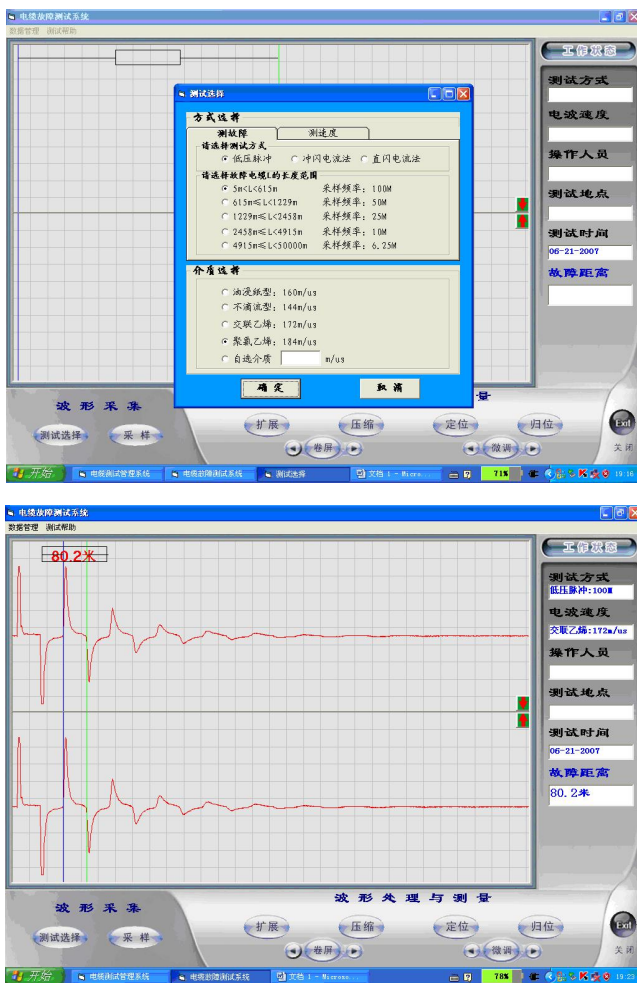 电缆故障测试系统
数据管理 测试帮助
测试选择
方式选择
测故障 测速度
请选择测试方式
低压脉冲 冲闪电流法 直闪电流法
请选择故障电缆L的长度范围
5m<L<615m 采样频率：100M
615m≤L<1229m 采样频率：50M
1229m≤L<2458m 采样频率：25M
2458m≤L<4915m 采样频率：10M
4915m≤L<50000m 采样频率：6.25M
介质选择
油浸纸型：160m/us
不滴流型：144m/us
交联乙烯：172m/us
聚氯乙烯：184m/us
自选介质 m/us
确定 取消
工作状态
测试方式
电波速度
操作人员
测试地点
测试时间
06-21-2007
故障距离
波形采集
量
测试选择 采样
扩展 压缩 定位 归位
卷屏 微调
Exit
关闭
开始 电缆测试管理系统 电缆故障测试系统 测试选择 文档 1 - Micro... 71% 19:16
电缆故障测试系统
数据管理 测试帮助
80.2米
工作状态
测试方式
低压脉冲:100M
电波速度
交联乙烯:172m/us
操作人员
测试地点
测试时间
06-21-2007
故障距离
80.2米
波形采集
波形处理与测量
测试选择 采样
扩展 压缩 定位 归位
卷屏 微调
Exit
关闭
开始 电缆测试管理系统 电缆故障测试系统 文档 1 - Micros... 78% 19:23